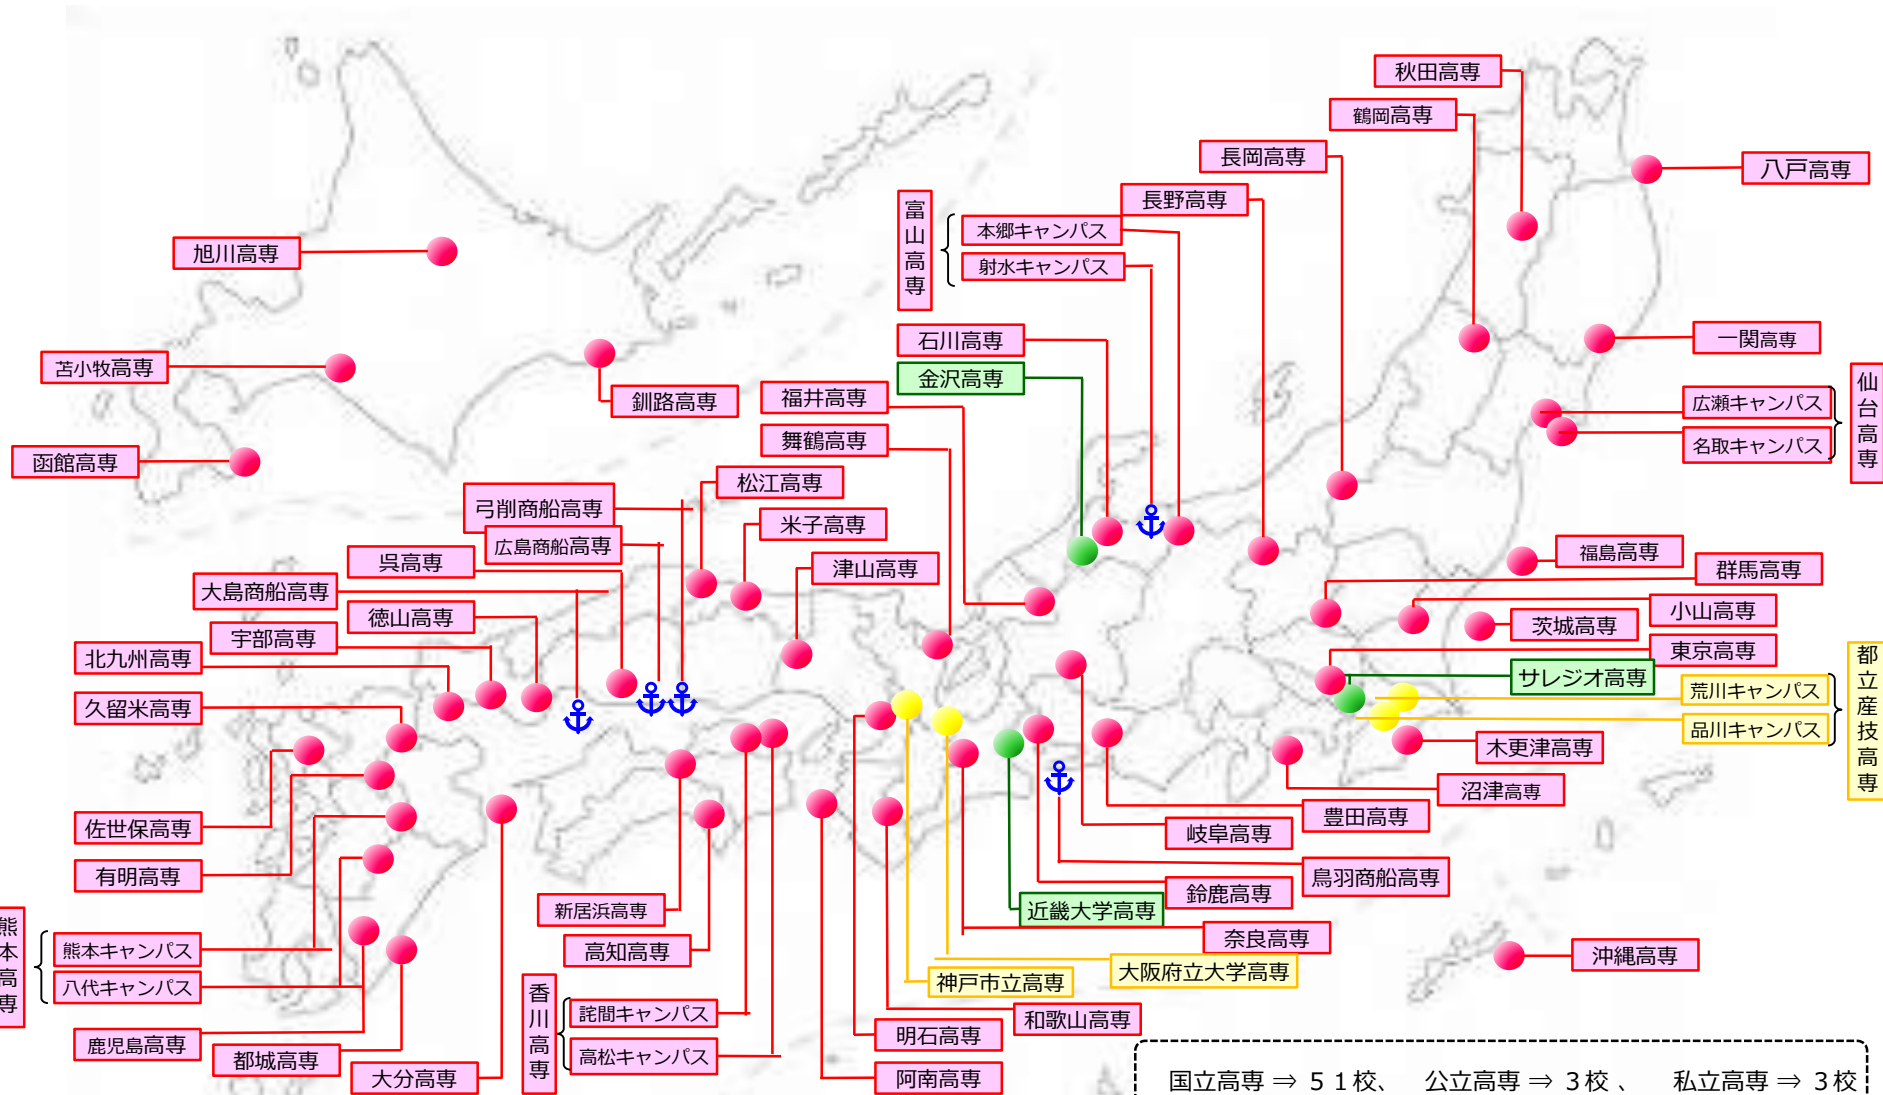 秋田高専
鶴岡高専
長岡高専
八戸高専
長野高専
富山高専
本郷キャンパス
射水キャンパス
旭川高専
石川高専
一関高専
苫小牧高専
金沢高専
釧路高専
福井高専
仙台高専
広瀬キャンパス
名取キャンパス
舞鶴高専
函館高専
松江高専
弓削商船高専
米子高専
広島商船高専
呉高専
津山高専
福島高専
群馬高専
大島商船高専
徳山高専
小山高専
茨城高専
宇部高専
北九州高専
東京高専
サレジオ高専
都立産技高専
荒川キャンパス
品川キャンパス
久留米高専
木更津高専
沼津高専
佐世保高専
豊田高専
岐阜高専
有明高専
鳥羽商船高専
鈴鹿高専
新居浜高専
近畿大学高専
奈良高専
高知高専
熊本高専
熊本キャンパス
八代キャンパス
沖縄高専
大阪府立大学高専
神戸市立高専
香川高専
詫間キャンパス
高松キャンパス
和歌山高専
明石高専
鹿児島高専
都城高専
大分高専
阿南高専
国立高専 ⇒ 51校、 公立高専 ⇒ 3校 、 私立高専 ⇒ 3校